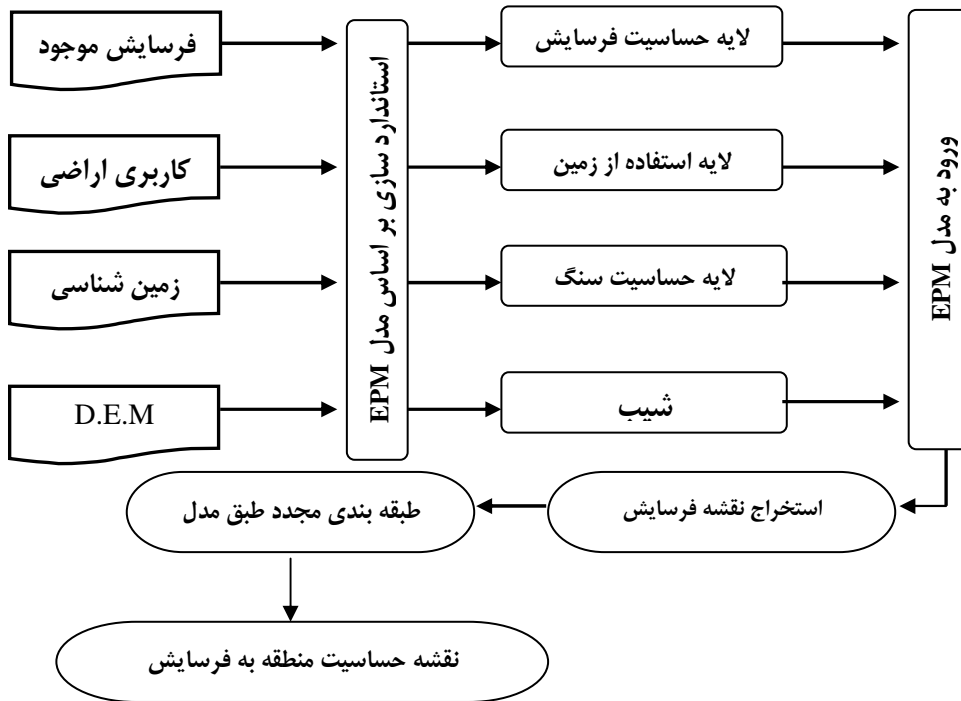 فرسایش موجود
کاربری اراضی
زمین شناسی
D.E.M
استاندارد سازی بر اساس مدل EPM
لایه حساسیت فرسایش
لایه استفاده از زمین
لایه حساسیت سنگ
شیب
ورود به مدل EPM
استخراج نقشه فرسایش
طبقه بندی مجدد طبق مدل
نقشه حساسیت منطقه به فرسایش